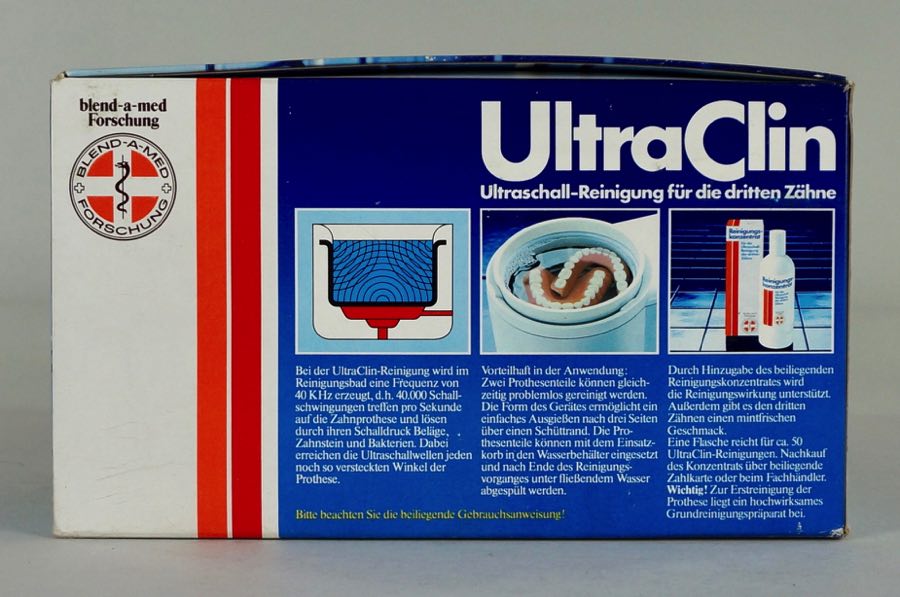 blend-a-med
Forschung
BLEND-A-MED
FORSCHUNG
UltraClin
Ultraschall-Reinigung für die dritten Zähne
Bei der UltraClin-Reinigung wird im
Reinigungsbad eine Frequenz von
40 KHz erzeugt, d.h. 40.000 Schall-
schwingungen treffen pro Sekunde
auf die Zahnprothese und lösen
durch ihren Schalldruck Beläge,
Zahnstein und Bakterien. Dabei
erreichen die Ultraschallwellen jeden
noch so versteckten Winkel der
Prothese.
Vorteilhaft in der Anwendung:
Zwei Prothesenteile können gleich-
zeitig problemlos gereinigt werden.
Die Form des Gerätes ermöglicht ein
einfaches Ausgießen nach drei Seiten
über einen Schüttrand. Die Pro-
thesenteile können mit dem Einsatz-
korb in den Wasserbehälter eingesetzt
und nach Ende des Reinigungs-
vorganges unter fließendem Wasser
abgespült werden.
Reinigungs-
konzentrat
für die
Ultraschall-
Reinigung
der dritten
Zähne
Reinigungs-
konzentrat
Durch Hinzugabe des beiliegenden
Reinigungskonzentrates wird
die Reinigungswirkung unterstützt.
Außerdem gibt es den dritten
Zähnen einen mintfrischen
Geschmack.
Eine Flasche reicht für ca. 50
UltraClin-Reinigungen. Nachkauf
des Konzentrats über beiliegende
Zahlkarte oder beim Fachhändler.
Wichtig! Zur Erstreinigung der
Prothese liegt ein hochwirksames
Grundreinigungspräparat bei.
Bitte beachten Sie die beiliegende Gebrauchsanweisung!